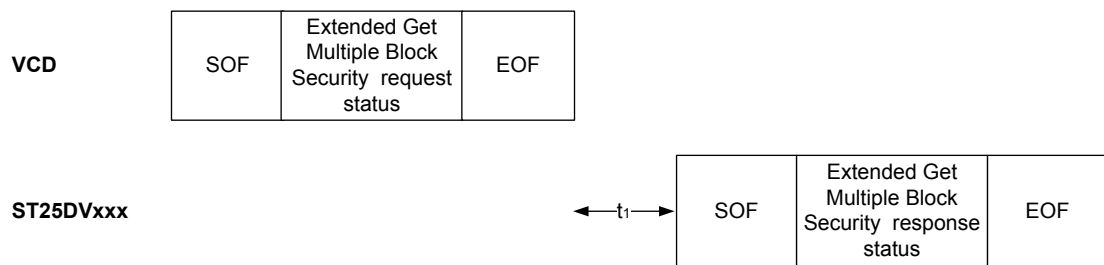 VCD
SOF
Extended Get
Multiple Block
Security request
status
EOF
ST25DVxxx
t1
SOF
Extended Get
Multiple Block
Security response
status
EOF